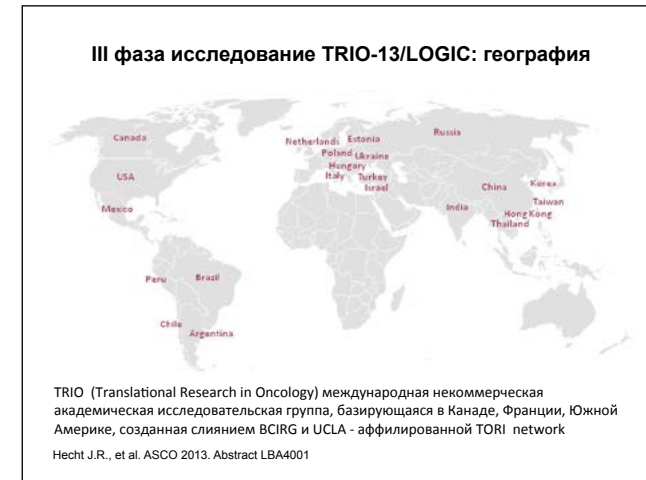 III фаза исследование TRIO-13/LOGIC: география
Canada
Netherlands Estonia
Russia
Poland Ukraine
Hungary
USA
Italy Turkey
Israel
China
Korea
Mexico
India
Taiwan
Hong Kong
Thailand
Peru
Brazil
Chile
Argentina
TRIO (Translational Research in Oncology) международная некоммерческая
академическая исследовательская группа, базирующаяся в Канаде, Франции, Южной
Америке, созданная слиянием BCIRG и UCLA - аффилированной TORI network
Hecht J.R., et al. ASCO 2013. Abstract LBA4001